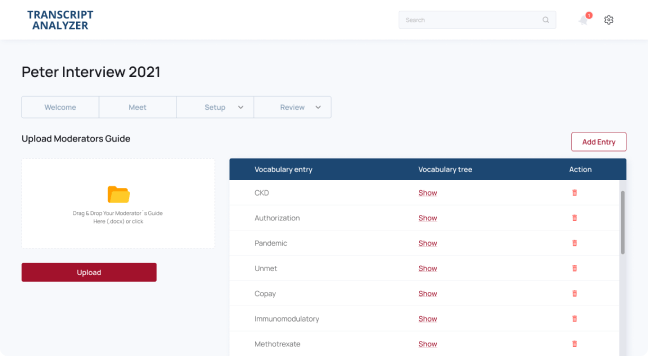 TRANSCRIPT
ANALYZER
Search
1
Peter Interview 2021
Welcome
Meet
Setup
Review
Upload Moderators Guide
Add Entry
Drag & Drop Your Moderator`s Guide
Here (.docx) or click
Upload
Vocabulary entry Vocabulary tree Action
CKD Show
Authorization Show
Pandemic Show
Unmet Show
Copay Show
Immunomodulatory Show
Methotrexate Show